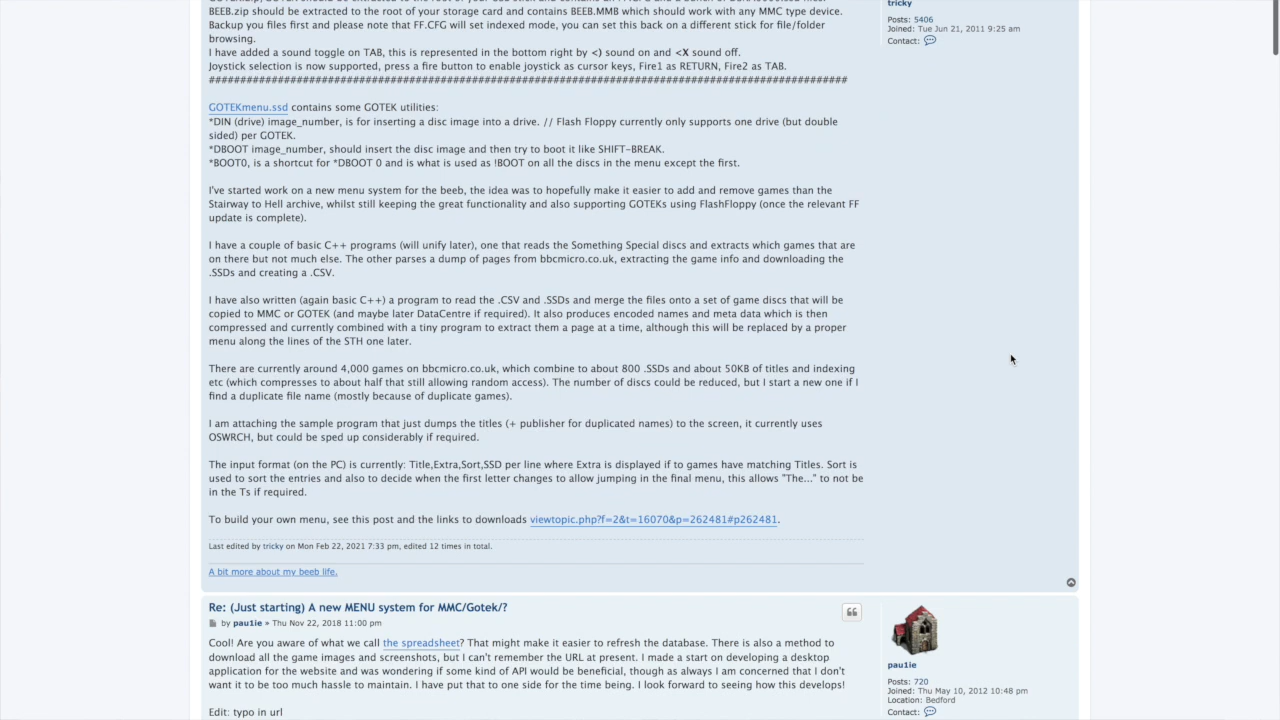 BEEB.zip should be extracted to the root of your storage card and contains BEEB.MMB which should work with any MMC type device.
Backup you files first and please note that FF.CFG will set indexed mode, you can set this back on a different stick for file/folder
browsing.
I have added a sound toggle on TAB, this is represented in the bottom right by <) sound on and <X sound off.
Joystick selection is now supported, press a fire button to enable joystick as cursor keys, Fire1 as RETURN, Fire2 as TAB.
######################################################################################################
GOTEKmenu.ssd contains some GOTEK utilities:
*DIN (drive) image_number, is for inserting a disc image into a drive. // Flash Floppy currently only supports one drive (but double
sided) per GOTEK.
*DBOOT image_number, should insert the disc image and then try to boot it like SHIFT-BREAK.
*BOOT0, is a shortcut for *DBOOT 0 and is what is used as !BOOT on all the discs in the menu except the first.
I've started work on a new menu system for the beeb, the idea was to hopefully make it easier to add and remove games than the
Stairway to Hell archive, whilst still keeping the great functionality and also supporting GOTEKs using FlashFloppy (once the relevant FF
update is complete).
I have a couple of basic C++ programs (will unify later), one that reads the Something Special discs and extracts which games that are
on there but not much else. The other parses a dump of pages from bbcmicro.co.uk, extracting the game info and downloading the
.SSDs and creating a .CSV.
I have also written (again basic C++) a program to read the .CSV and .SSDs and merge the files onto a set of game discs that will be
copied to MMC or GOTEK (and maybe later DataCentre if required). It also produces encoded names and meta data which is then
compressed and currently combined with a tiny program to extract them a page at a time, although this will be replaced by a proper
menu along the lines of the STH one later.
There are currently around 4,000 games on bbcmicro.co.uk, which combine to about 800 .SSDs and about 50KB of titles and indexing
etc (which compresses to about half that still allowing random access). The number of discs could be reduced, but I start a new one if I
find a duplicate file name (mostly because of duplicate games).
I am attaching the sample program that just dumps the titles (+ publisher for duplicated names) to the screen, it currently uses
OSWRCH, but could be sped up considerably if required.
The input format (on the PC) is currently: Title,Extra,Sort,SSD per line where Extra is displayed if to games have matching Titles. Sort is
used to sort the entries and also to decide when the first letter changes to allow jumping in the final menu, this allows "The..." to not be
in the Ts if required.
To build your own menu, see this post and the links to downloads viewtopic.php?f=2&t=16070&p=262481#p262481.
Last edited by tricky on Mon Feb 22, 2021 7:33 pm, edited 12 times in total.
A bit more about my beeb life.
tricky
Posts: 5406
Joined: Tue Jun 21, 2011 9:25 am
Contact:
Re: (Just starting) A new MENU system for MMC/Gotek/?
by pau1ie » Thu Nov 22, 2018 11:00 pm
Cool! Are you aware of what we call the spreadsheet? That might make it easier to refresh the database. There is also a method to
download all the game images and screenshots, but I can't remember the URL at present. I made a start on developing a desktop
application for the website and was wondering if some kind of API would be beneficial, though as always I am concerned that I don't
want it to be too much hassle to maintain. I have put that to one side for the time being. I look forward to seeing how this develops!
Edit: typo in url
pau1ie
Posts: 720
Joined: Thu May 10, 2012 10:48 pm
Location: Bedford
Contact: